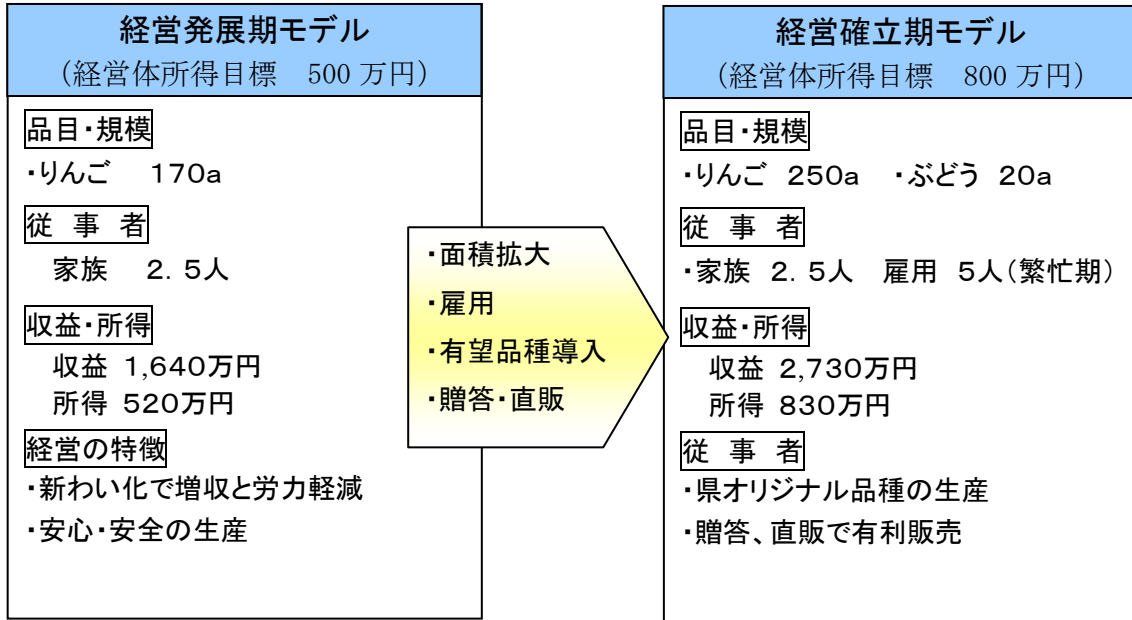 経営発展期モデル
（経営体所得目標　500 万円）
品目・規模
・りんご　 170a
従　事　者
家族　 2．5人
収益・所得
収益 1,640万円
所得 520万円
経営の特徴
・新わい化で増収と労力軽減
・安心・安全の生産
・面積拡大
・雇用
・有望品種導入
・贈答・直販
経営確立期モデル
（経営体所得目標　800 万円）
品目・規模
・りんご　250a　・ぶどう　20a
従　事　者
・家族　2．5人　雇用　5人（繁忙期）
収益・所得
収益 2,730万円
所得 830万円
従　事　者
・県オリジナル品種の生産
・贈答、直販で有利販売